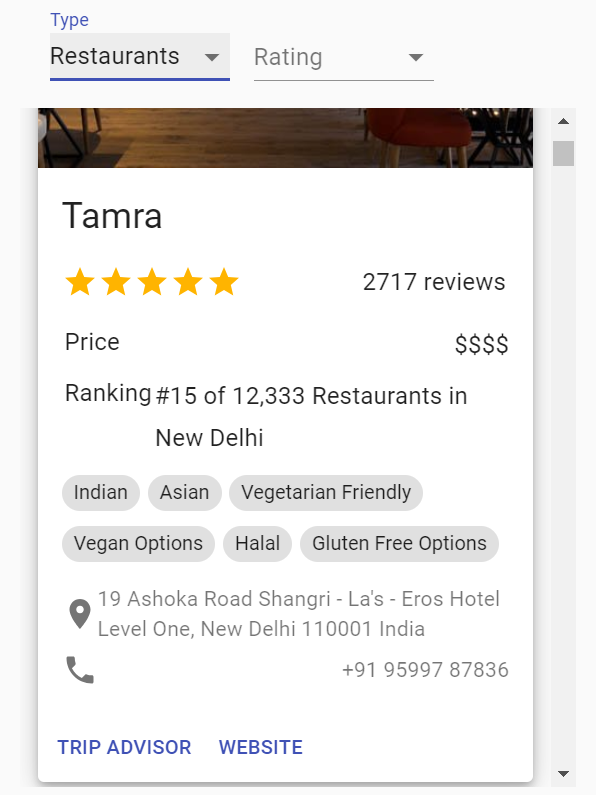 Type
Restaurants
Rating
Tamra
2717 reviews
Price
$$$$
Ranking #15 of 12,333 Restaurants in
New Delhi
Indian
Asian
Vegetarian Friendly
Vegan Options
Halal
Gluten Free Options
19 Ashoka Road Shangri - La's - Eros Hotel
Level One, New Delhi 110001 India
+91 95997 87836
TRIP ADVISOR
WEBSITE